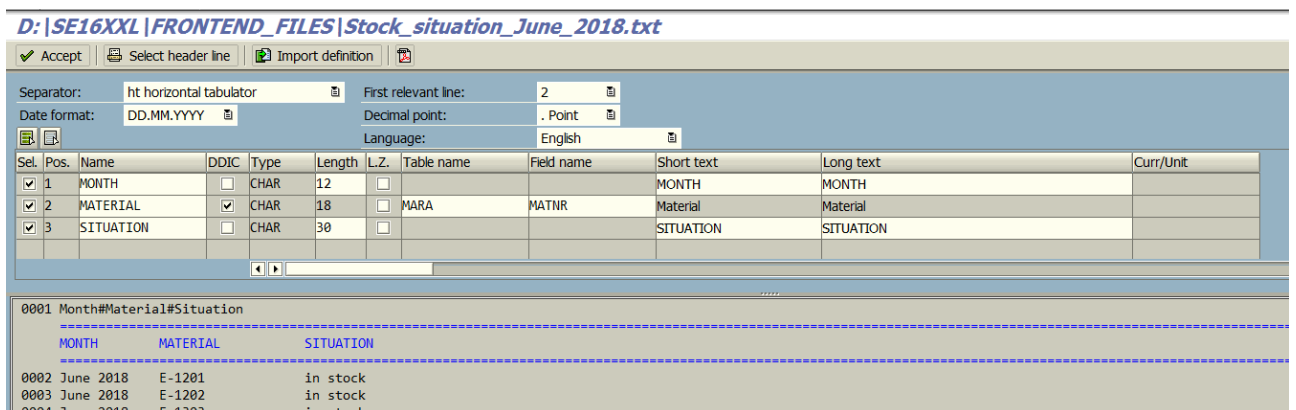 D:|SE16XXL|FRONTEND_FILES|Stock_situation_June_2018.txt
Accept Select header line Import definition
Separator: ht horizontal tabulator First relevant line: 2
Date format: DD.MM.YYYY Decimal point: . Point
Language: English
Sel. Pos. Name DDIC Type Length L.Z. Table name Field name Short text Long text Curr/Unit
1 MONTH CHAR 12 MONTH MONTH
2 MATERIAL CHAR 18 MARA MATNR Material Material
3 SITUATION CHAR 30 SITUATION SITUATION
0001 Month#Material#Situation
MONTH MATERIAL SITUATION
0002 June 2018 E-1201 in stock
0003 June 2018 E-1202 in stock